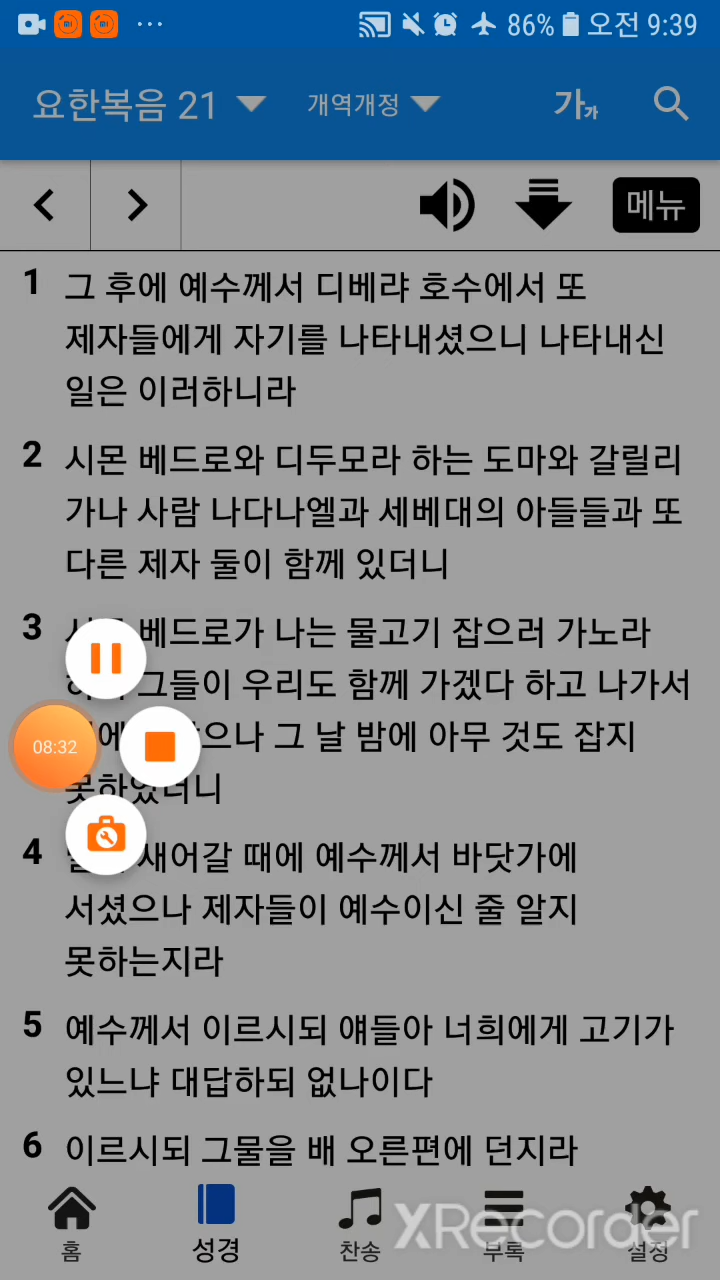 86% 오전 9:39
요한복음 21 개역개정 가가
메뉴
1 그 후에 예수께서 디베랴 호수에서 또
제자들에게 자기를 나타내셨으니 나타내신
일은 이러하니라
2 시몬 베드로와 디두모라 하는 도마와 갈릴리
가나 사람 나다나엘과 세베대의 아들들과 또
다른 제자 둘이 함께 있더니
3 베드로가 나는 물고기 잡으러 가노라
그들이 우리도 함께 가겠다 하고 나가서
그 날 밤에 아무 것도 잡지
못하였더니
08:32
4 새어갈 때에 예수께서 바닷가에
서셨으나 제자들이 예수이신 줄 알지
못하는지라
5 예수께서 이르시되 얘들아 너희에게 고기가
있느냐 대답하되 없나이다
6 이르시되 그물을 배 오른편에 던지라
홈 성경 찬송 부록 설정
XRecorder